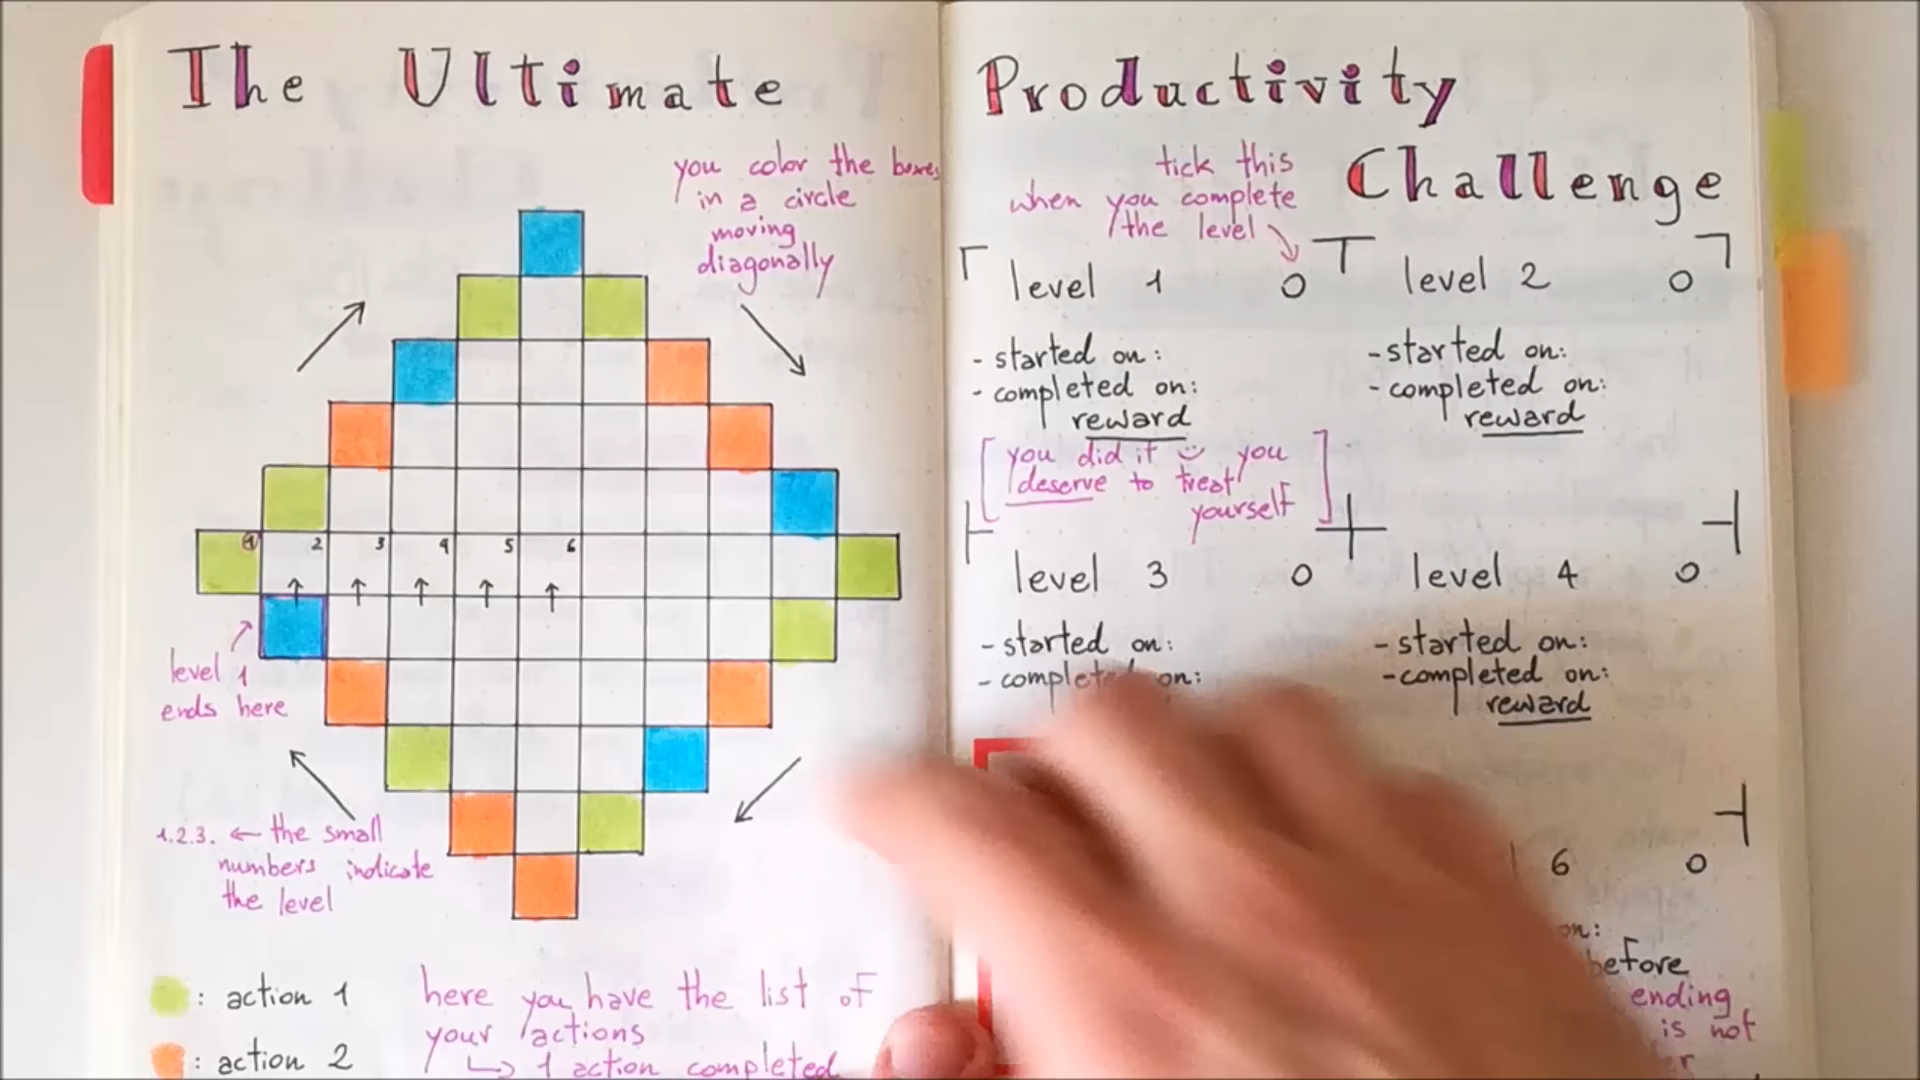 The Ultimate
you color the boxes
in a circle
moving
diagonally
1 2 3 4 5 6
level 1
ends here
1.2.3. ← the small
numbers indicate
the level
: action 1
: action 2
here you have the list of
your actions
↳ 1 action completed
Productivity
Challenge
tick this
when you complete
the level
level 1 O
- started on:
- completed on:
reward
you did it you
deserve to treat
yourself
level 2 O
- started on:
- completed on:
reward
level 3 O
- started on:
- completed on:
level 4 O
- started on:
- completed on:
reward
6 O
on:
before
ending
is not